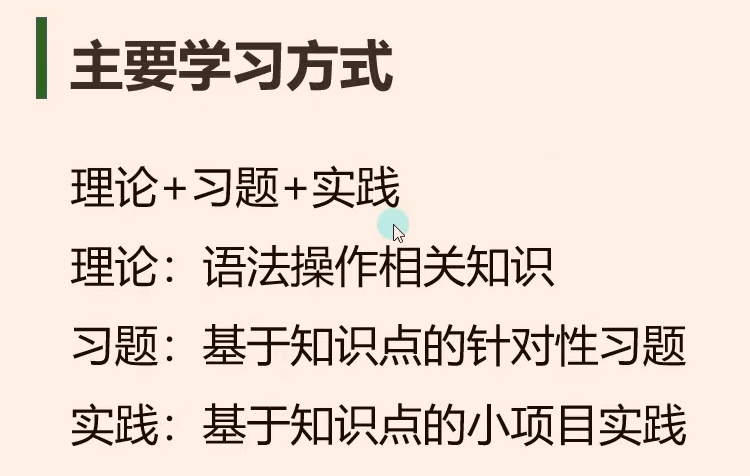 主要学习方式
理论+习题+实践
理论：语法操作相关知识
习题：基于知识点的针对性习题
实践：基于知识点的小项目实践